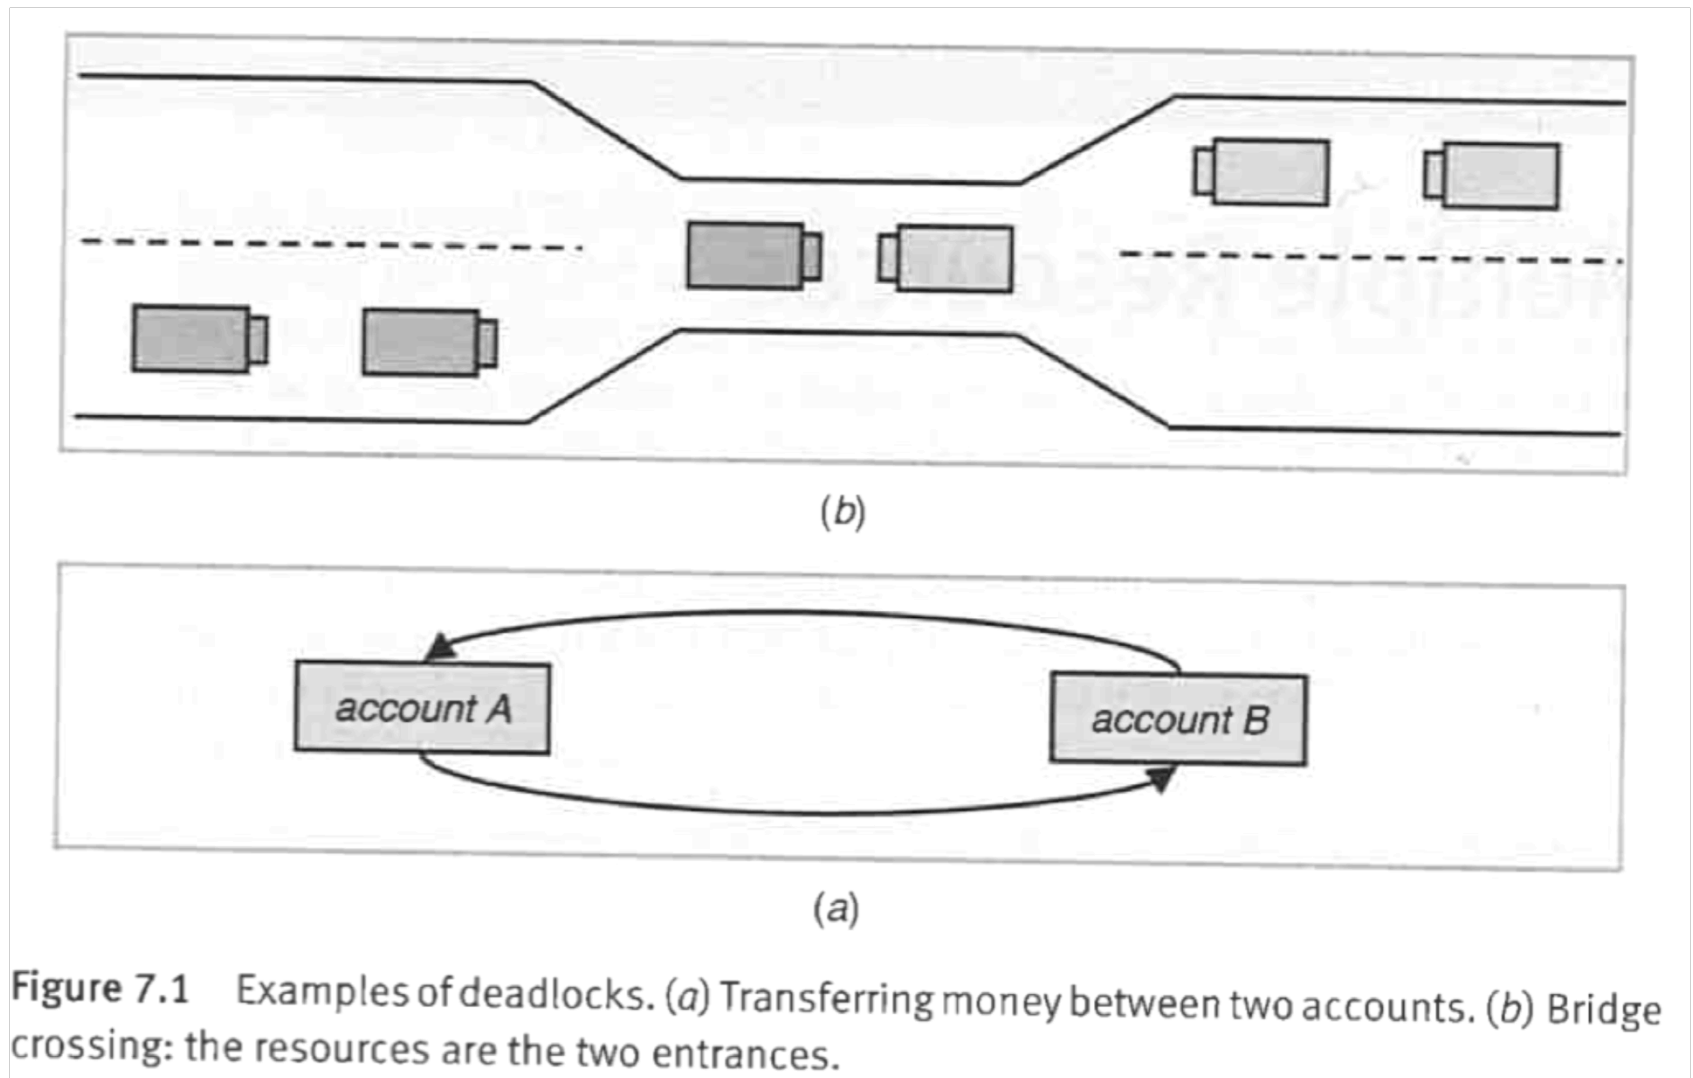 (b)
account A
account B
(a)
Figure 7.1 Examples of deadlocks. (a) Transferring money between two accounts. (b) Bridge
crossing: the resources are the two entrances.